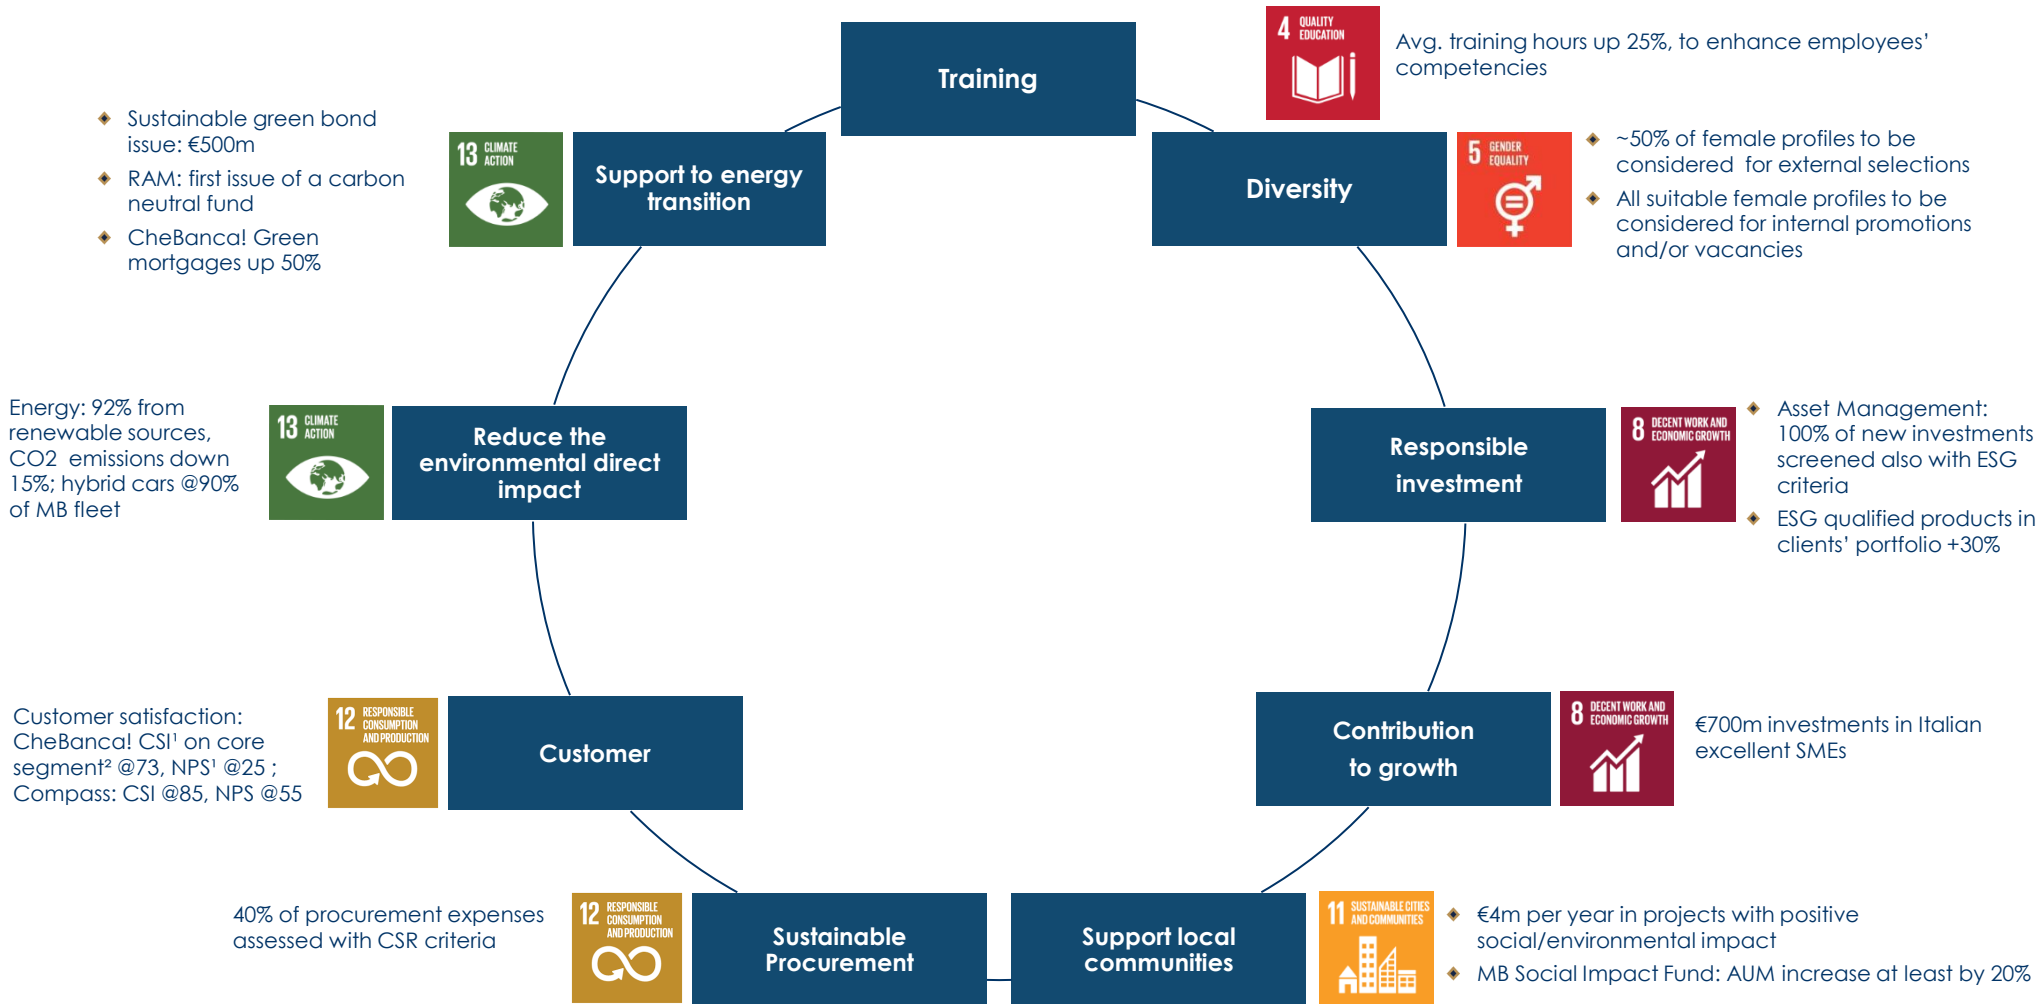 Training
4 QUALITY
EDUCATION
Avg. training hours up 25%, to enhance employees’
competencies
Diversity
5 GENDER
EQUALITY
~50% of female profiles to be
considered for external selections
All suitable female profiles to be
considered for internal promotions
and/or vacancies
Responsible
investment
8 DECENT WORK AND
ECONOMIC GROWTH
Asset Management:
100% of new investments
screened also with ESG
criteria
ESG qualified products in
clients’ portfolio +30%
Contribution
to growth
8 DECENT WORK AND
ECONOMIC GROWTH
€700m investments in Italian
excellent SMEs
Support local
communities
11 SUSTAINABLE CITIES
AND COMMUNITIES
€4m per year in projects with positive
social/environmental impact
MB Social Impact Fund: AUM increase at least by 20%
Sustainable
Procurement
12 RESPONSIBLE
CONSUMPTION
AND PRODUCTION
40% of procurement expenses
assessed with CSR criteria
Customer
12 RESPONSIBLE
CONSUMPTION
AND PRODUCTION
Customer satisfaction:
CheBanca! CSI¹ on core
segment² @73, NPS¹ @25 ;
Compass: CSI @85, NPS @55
Reduce the
environmental direct
impact
13 CLIMATE
ACTION
Energy: 92% from
renewable sources,
CO2 emissions down
15%; hybrid cars @90%
of MB fleet
Support to energy
transition
13 CLIMATE
ACTION
Sustainable green bond
issue: €500m
RAM: first issue of a carbon
neutral fund
CheBanca! Green
mortgages up 50%